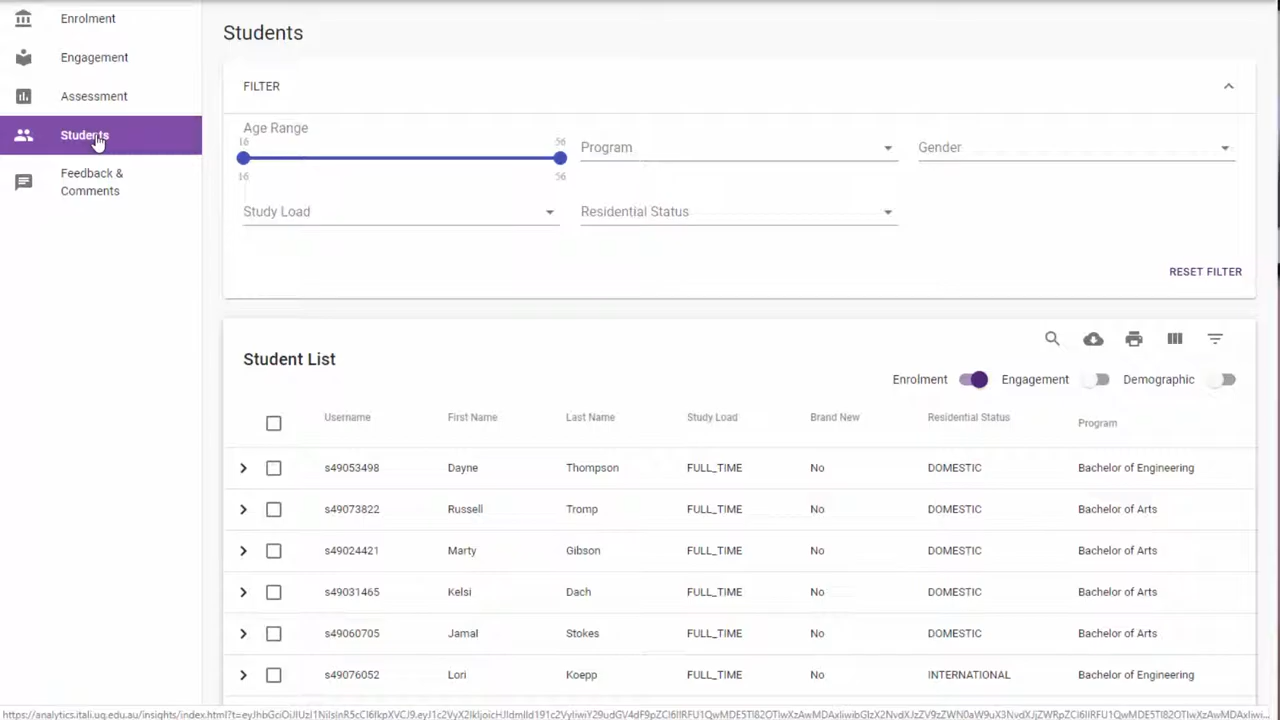 Enrolment
Engagement
Assessment
Students
Feedback &
Comments
Students
FILTER
Age Range
16 56
16 56
Program
Gender
Study Load
Residential Status
RESET FILTER
Student List
Enrolment Engagement Demographic
Username First Name Last Name Study Load Brand New Residential Status Program
s49053498 Dayne Thompson FULL_TIME No DOMESTIC Bachelor of Engineering
s49073822 Russell Tromp FULL_TIME No DOMESTIC Bachelor of Arts
s49024421 Marty Gibson FULL_TIME No DOMESTIC Bachelor of Arts
s49031465 Kelsi Dach FULL_TIME No DOMESTIC Bachelor of Arts
s49060705 Jamal Stokes FULL_TIME No DOMESTIC Bachelor of Arts
s49076052 Lori Koepp FULL_TIME No INTERNATIONAL Bachelor of Engineering